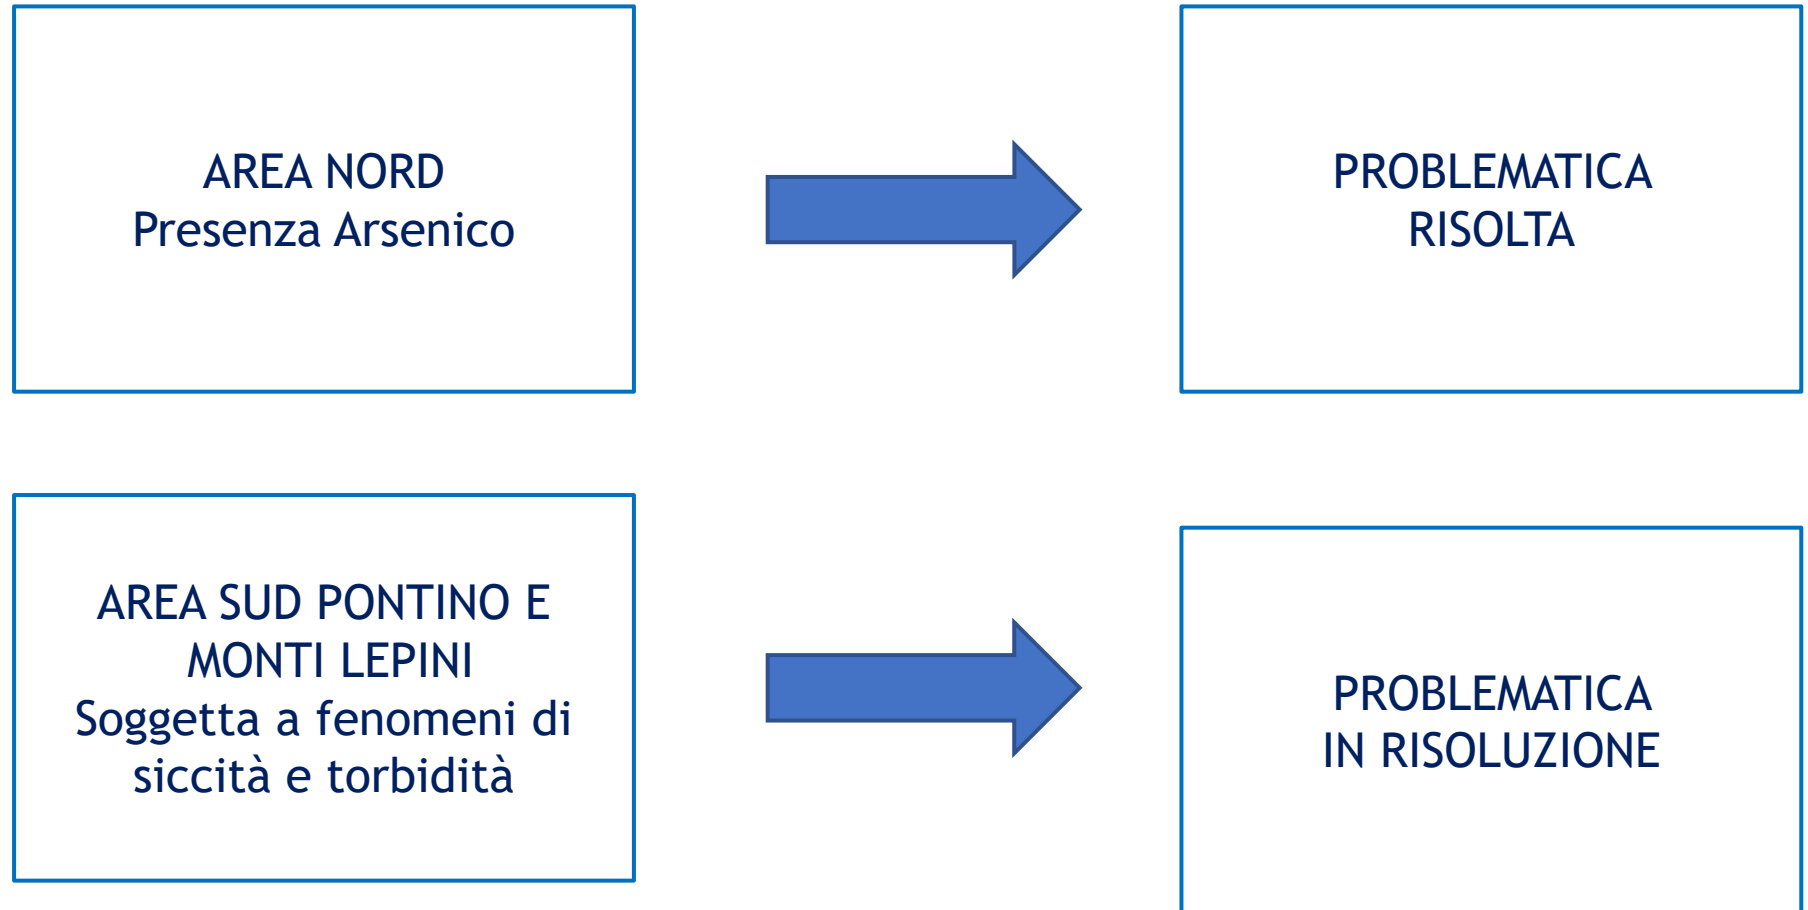 AREA NORD
Presenza Arsenico
PROBLEMATICA
RISOLTA
AREA SUD PONTINO E
MONTI LEPINI
Soggetta a fenomeni di
siccità e torbidità
PROBLEMATICA
IN RISOLUZIONE